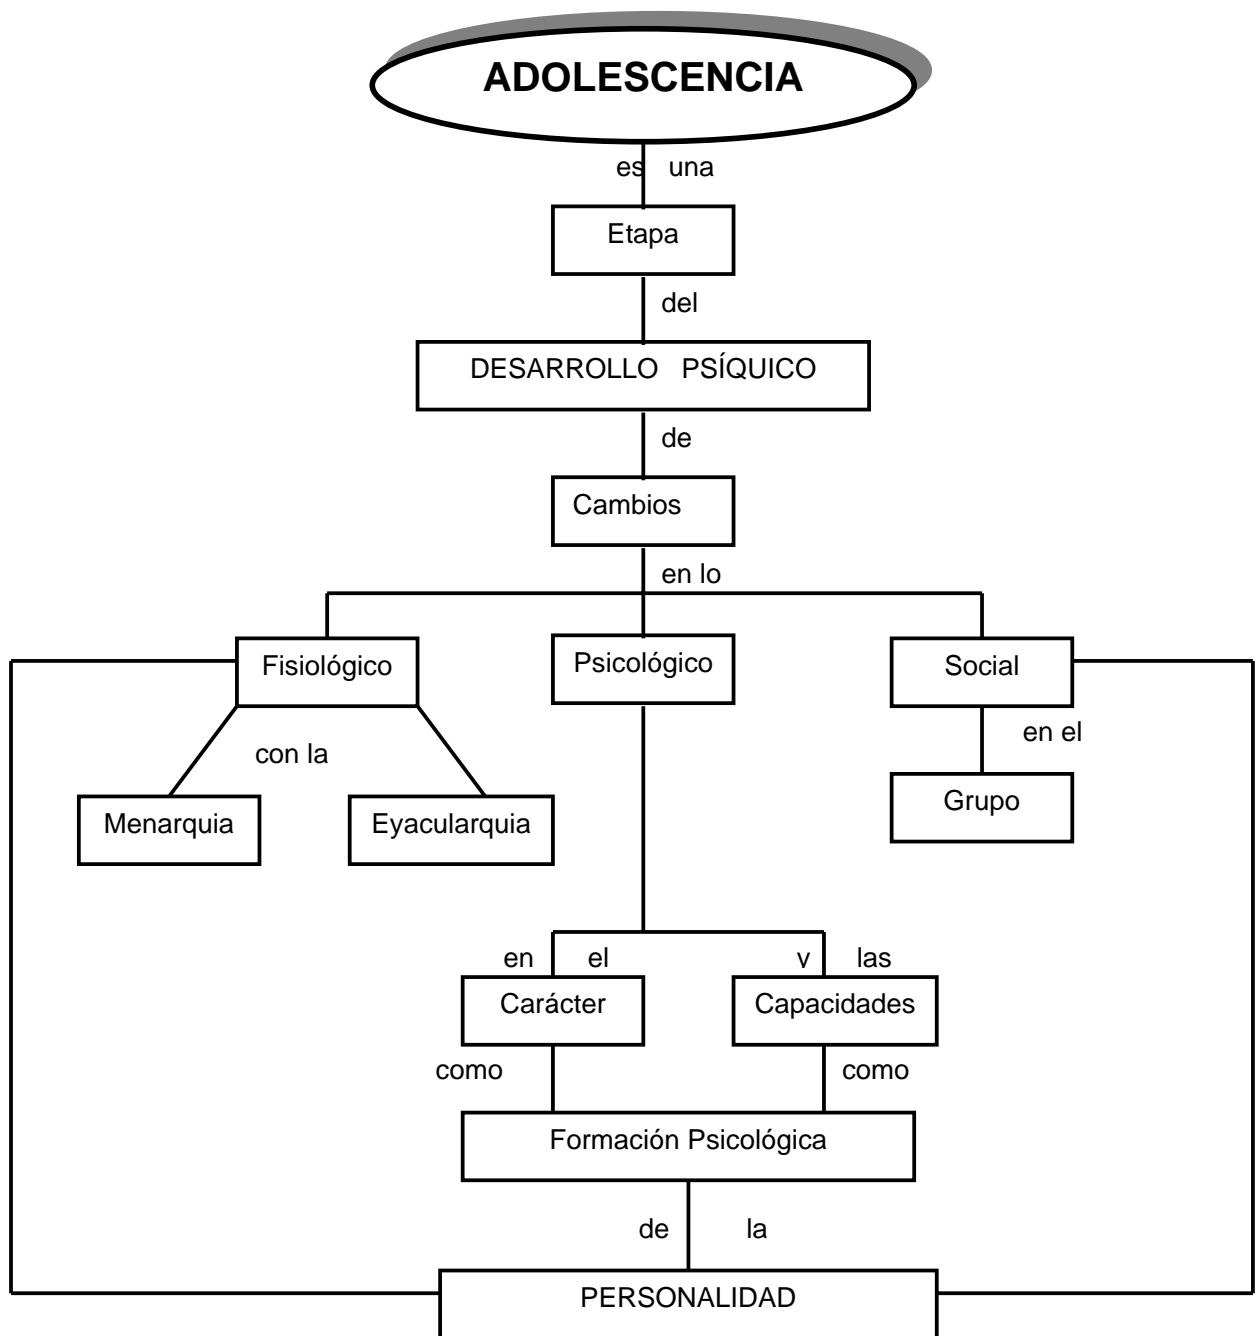 ADOLESCENCIA
es una
Etapa
del
DESARROLLO PSÍQUICO
de
Cambios
en lo
Fisiológico Psicológico Social
en el
con la
Grupo
Menarquia Eyacularquia
en el y las
Carácter Capacidades
como como
Formación Psicológica
de la
PERSONALIDAD